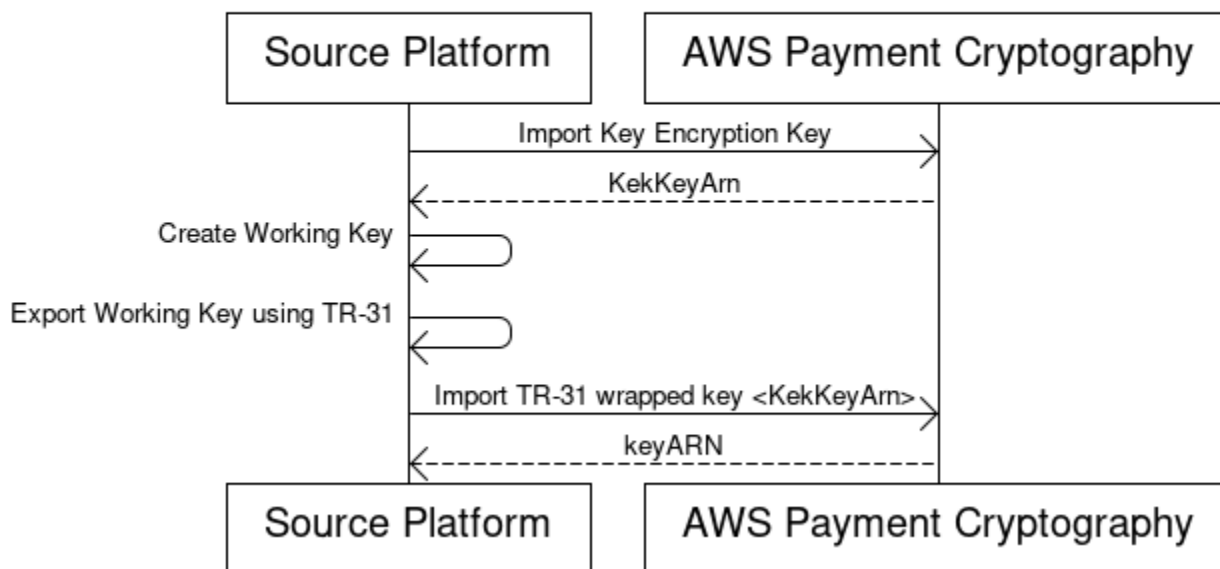 Source Platform
AWS Payment Cryptography
Import Key Encryption Key
KekKeyArn
Create Working Key
Export Working Key using TR-31
Import TR-31 wrapped key <KekKeyArn>
keyARN
Source Platform
AWS Payment Cryptography